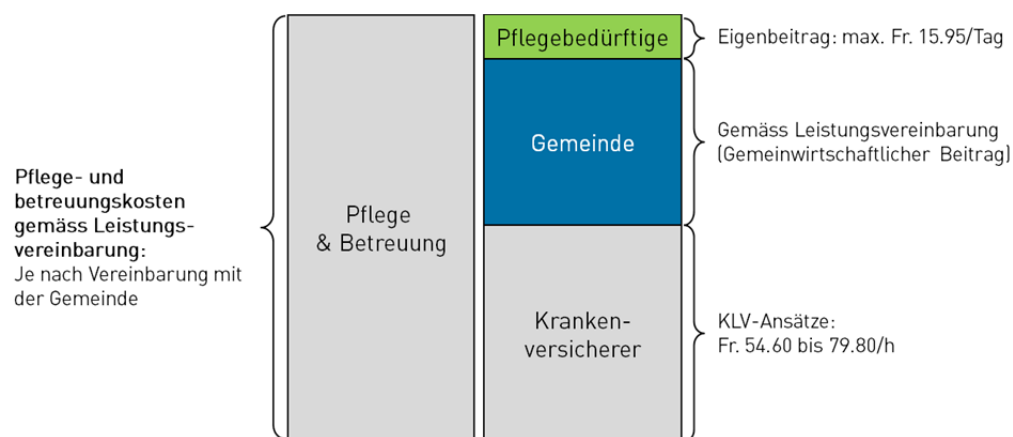 Pflege- und
betreuungskosten
gemäss Leistungs-
vereinbarung:
Je nach Vereinbarung mit
der Gemeinde
Pflege
& Betreuung
Pflegebedürftige
Gemeinde
Kranken-
versicherer
Eigenbeitrag: max. Fr. 15.95/Tag
Gemäss Leistungsvereinbarung
(Gemeinwirtschaftlicher Beitrag)
KLV-Ansätze:
Fr. 54.60 bis 79.80/h